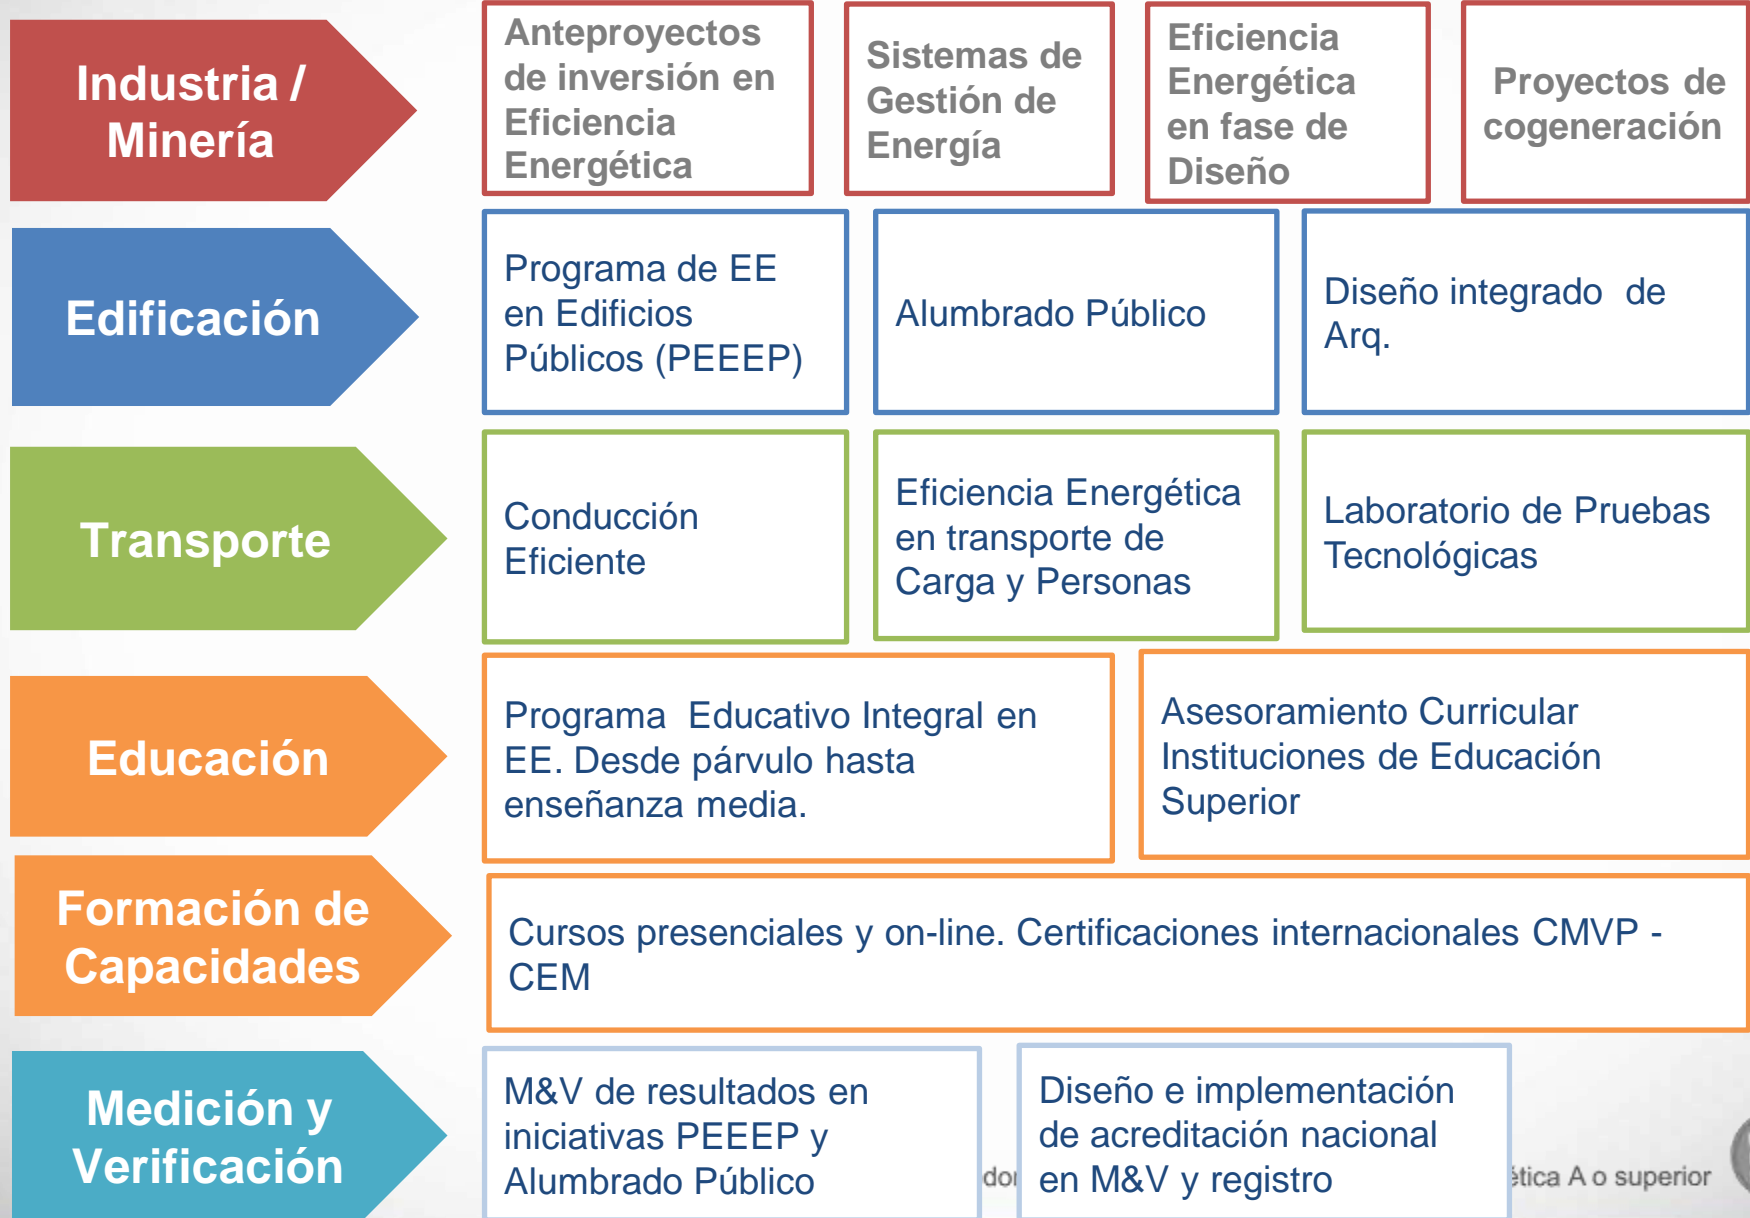 Industria /
Minería
Anteproyectos
de inversión en
Eficiencia
Energética
Sistemas de
Gestión de
Energía
Eficiencia
Energética
en fase de
Diseño
Proyectos de
cogeneración
Edificación
Programa de EE
en Edificios
Públicos (PEEEP)
Alumbrado Público
Diseño integrado de
Arq.
Transporte
Conducción
Eficiente
Eficiencia Energética
en transporte de
Carga y Personas
Laboratorio de Pruebas
Tecnológicas
Educación
Programa Educativo Integral en
EE. Desde párvulo hasta
enseñanza media.
Asesoramiento Curricular
Instituciones de Educación
Superior
Formación de
Capacidades
Cursos presenciales y on-line. Certificaciones internacionales CMVP -
CEM
Medición y
Verificación
M&V de resultados en
iniciativas PEEEP y
Alumbrado Público
Diseño e implementación
de acreditación nacional
en M&V y registro
A o superior